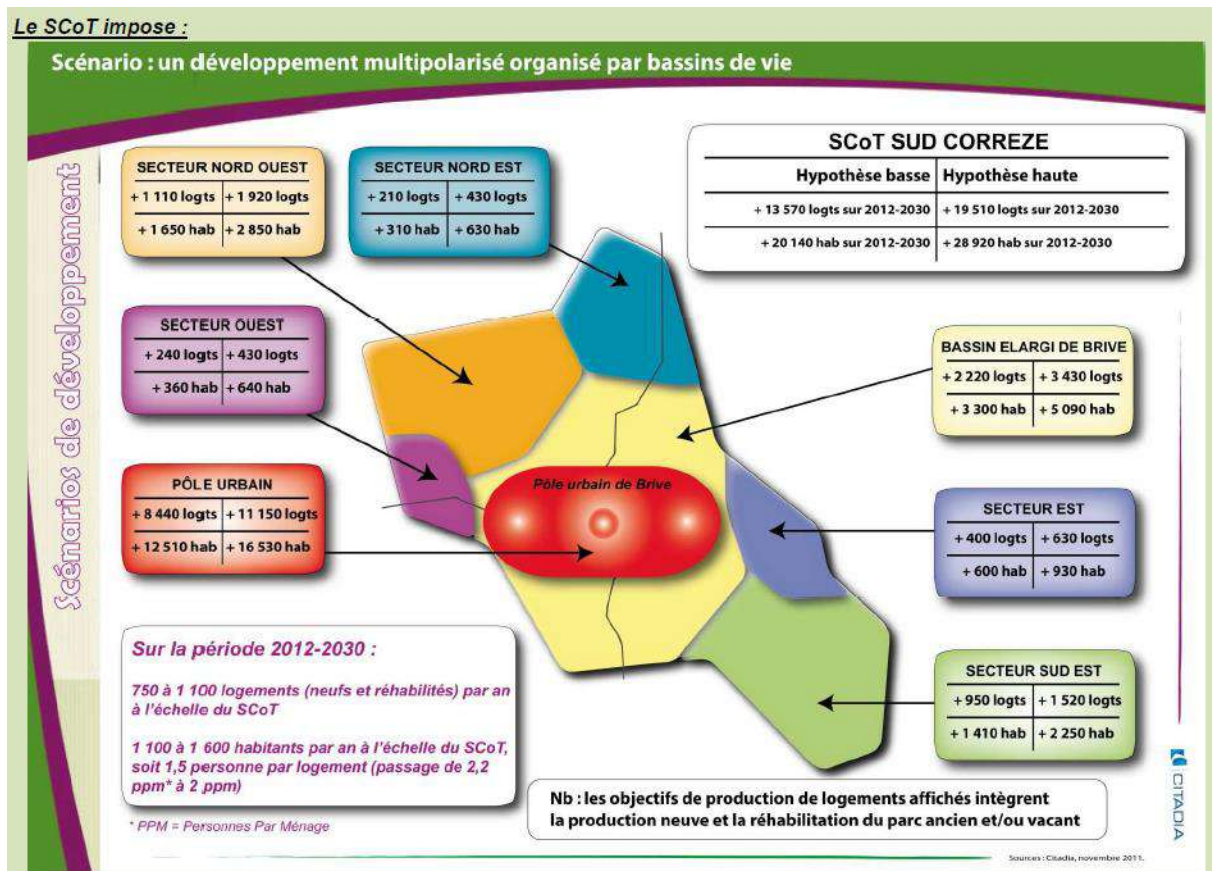 Le SCoT impose :
Scénario : un développement multipolarisé organisé par bassins de vie
Scénarios de développement
SECTEUR NORD OUEST
+ 1 110 logts + 1 920 logts
+ 1 650 hab + 2 850 hab
SECTEUR NORD EST
+ 210 logts + 430 logts
+ 310 hab + 630 hab
SCoT SUD CORREZE
Hypothèse basse Hypothèse haute
+ 13 570 logts sur 2012-2030 + 19 510 logts sur 2012-2030
+ 20 140 hab sur 2012-2030 + 28 920 hab sur 2012-2030
SECTEUR OUEST
+ 240 logts + 430 logts
+ 360 hab + 640 hab
BASSIN ELARGI DE BRIVE
+ 2 220 logts + 3 430 logts
+ 3 300 hab + 5 090 hab
PÔLE URBAIN
+ 8 440 logts + 11 150 logts
+ 12 510 hab + 16 530 hab
Pôle urbain de Brive
SECTEUR EST
+ 400 logts + 630 logts
+ 600 hab + 930 hab
SECTEUR SUD EST
+ 950 logts + 1 520 logts
+ 1 410 hab + 2 250 hab
Sur la période 2012-2030 :
750 à 1 100 logements (neufs et réhabilités) par an
à l'échelle du SCoT
1 100 à 1 600 habitants par an à l'échelle du SCoT,
soit 1,5 personne par logement (passage de 2,2
ppm* à 2 ppm)
* PPM = Personnes Par Ménage
Nb : les objectifs de production de logements affichés intègrent
la production neuve et la réhabilitation du parc ancien et/ou vacant
CITADIA
Sources : Citadia, novembre 2011.